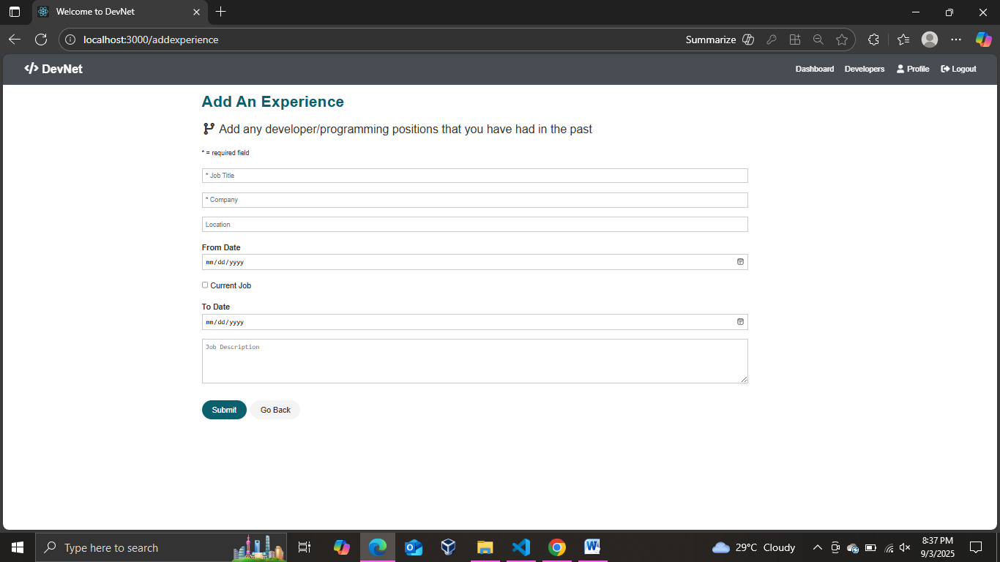 Welcome to DevNet
localhost:3000/addexperience
Summarize
</> DevNet
Dashboard Developers Profile Logout
Add An Experience
Add any developer/programming positions that you have had in the past
* = required field
* Job Title
* Company
Location
From Date
mm/dd/yyyy
Current Job
To Date
mm/dd/yyyy
Job Description
Submit Go Back
Type here to search
29°C Cloudy
8:37 PM
9/3/2025